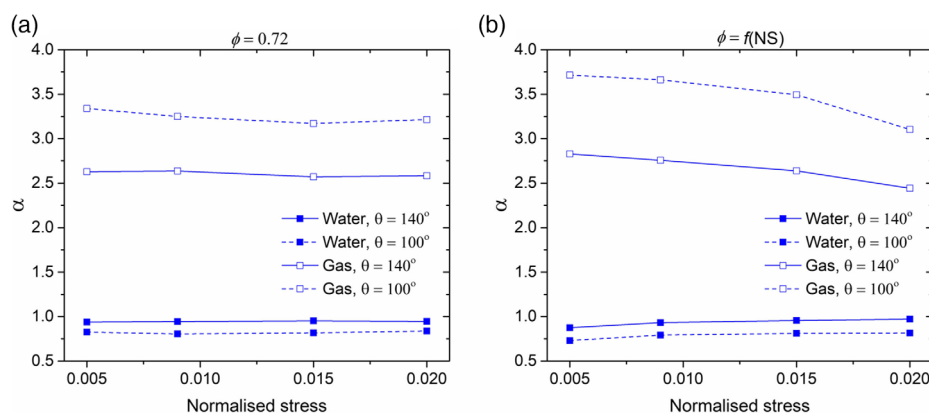 (a)
ϕ = 0.72
4.0
3.5
3.0
2.5
2.0
1.5
1.0
0.5
α
Water, θ = 140°
Water, θ = 100°
Gas, θ = 140°
Gas, θ = 100°
0.005 0.010 0.015 0.020
Normalised stress
(b)
ϕ = f(NS)
4.0
3.5
3.0
2.5
2.0
1.5
1.0
0.5
α
Water, θ = 140°
Water, θ = 100°
Gas, θ = 140°
Gas, θ = 100°
0.005 0.010 0.015 0.020
Normalised stress